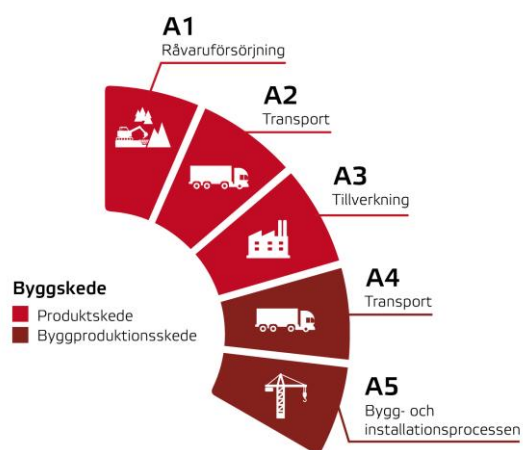 A1
Råvaruförsörjning
A2
Transport
A3
Tillverkning
A4
Transport
A5
Bygg- och
installationsprocessen
Byggskede
Produktskede
Byggproduktionsskede